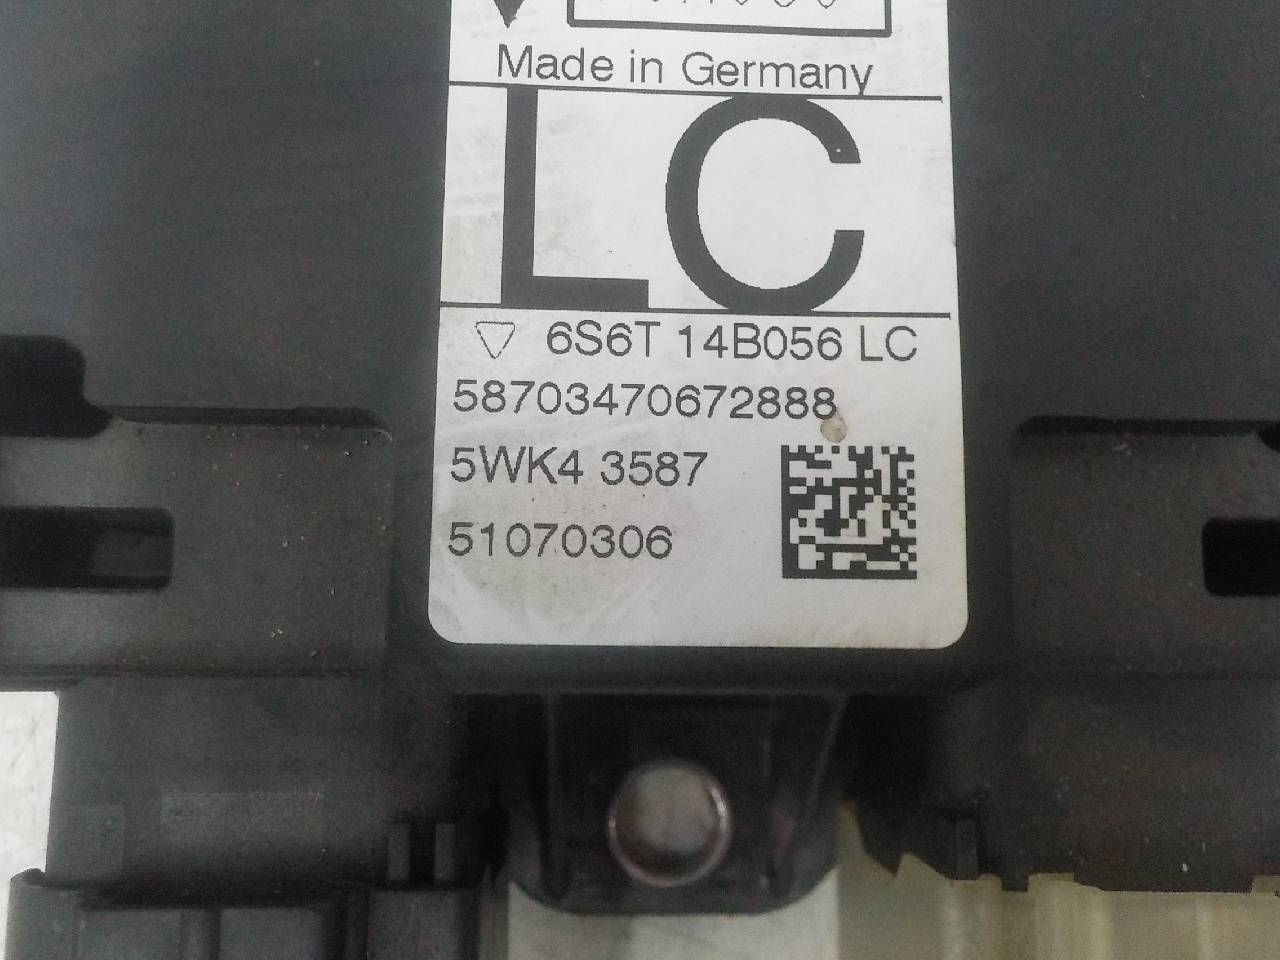 Made in Germany
LC
6S6T 14B056 LC
58703470672888
5WK4 3587
51070306